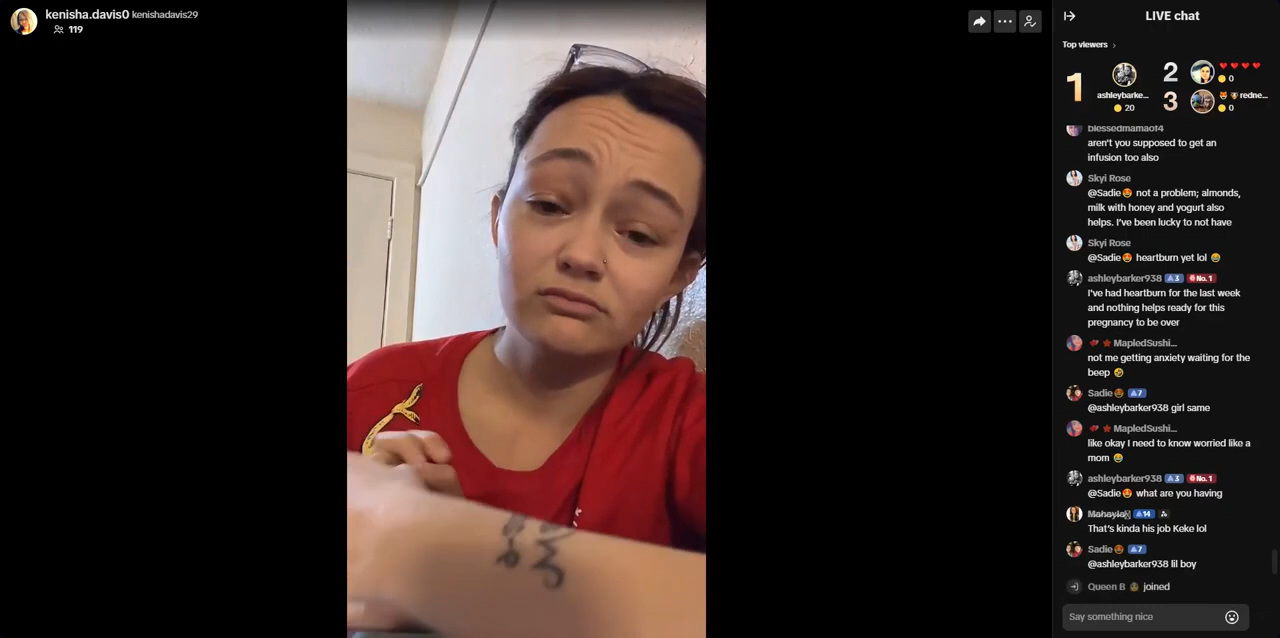 kenisha.davis0 kenishadavis29
119
LIVE chat
Top viewers
1
ashleybarke...
20
2
0
3
redne...
0
blessedmamaof4
aren't you supposed to get an
infusion too also
Skyi Rose
@Sadie🤩 not a problem; almonds,
milk with honey and yogurt also
helps. I've been lucky to not have
Skyi Rose
@Sadie🤩 heartburn yet lol 😅
ashleybarker938 3 No. 1
I've had heartburn for the last week
and nothing helps ready for this
pregnancy to be over
MapledSushi...
not me getting anxiety waiting for the
beep 🤣
Sadie🤩 7
@ashleybarker938 girl same
MapledSushi...
like okay I need to know worried like a
mom 😅
ashleybarker938 3 No. 1
@Sadie🤩 what are you having
14
That's kinda his job Keke lol
Sadie🤩 7
@ashleybarker938 lil boy
Queen B joined
Say something nice